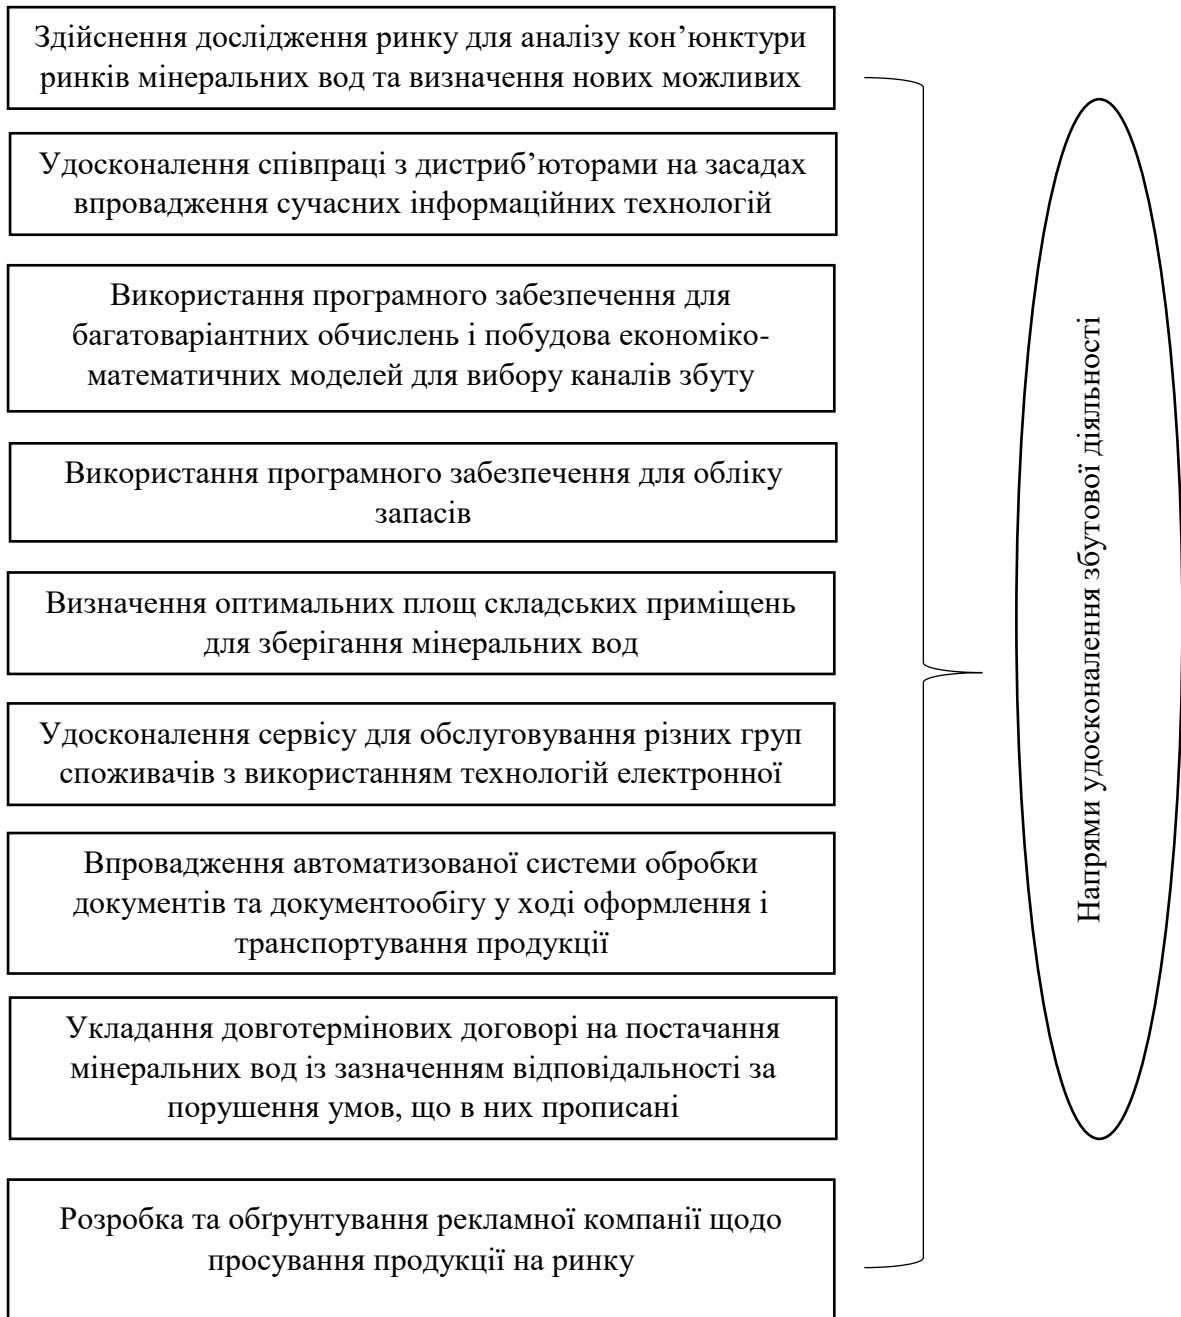 Здійснення дослідження ринку для аналізу кон’юнктури
ринків мінеральних вод та визначення нових можливих
Удосконалення співпраці з дистриб’юторами на засадах
впровадження сучасних інформаційних технологій
Використання програмного забезпечення для
багатоваріантних обчислень і побудова економіко-
математичних моделей для вибору каналів збуту
Використання програмного забезпечення для обліку
запасів
Визначення оптимальних площ складських приміщень
для зберігання мінеральних вод
Удосконалення сервісу для обслуговування різних груп
споживачів з використанням технологій електронної
Впровадження автоматизованої системи обробки
документів та документообігу у ході оформлення і
транспортування продукції
Укладання довготермінових договорі на постачання
мінеральних вод із зазначенням відповідальності за
порушення умов, що в них прописані
Розробка та обґрунтування рекламної компанії щодо
просування продукції на ринку
Напрями удосконалення збутової діяльності